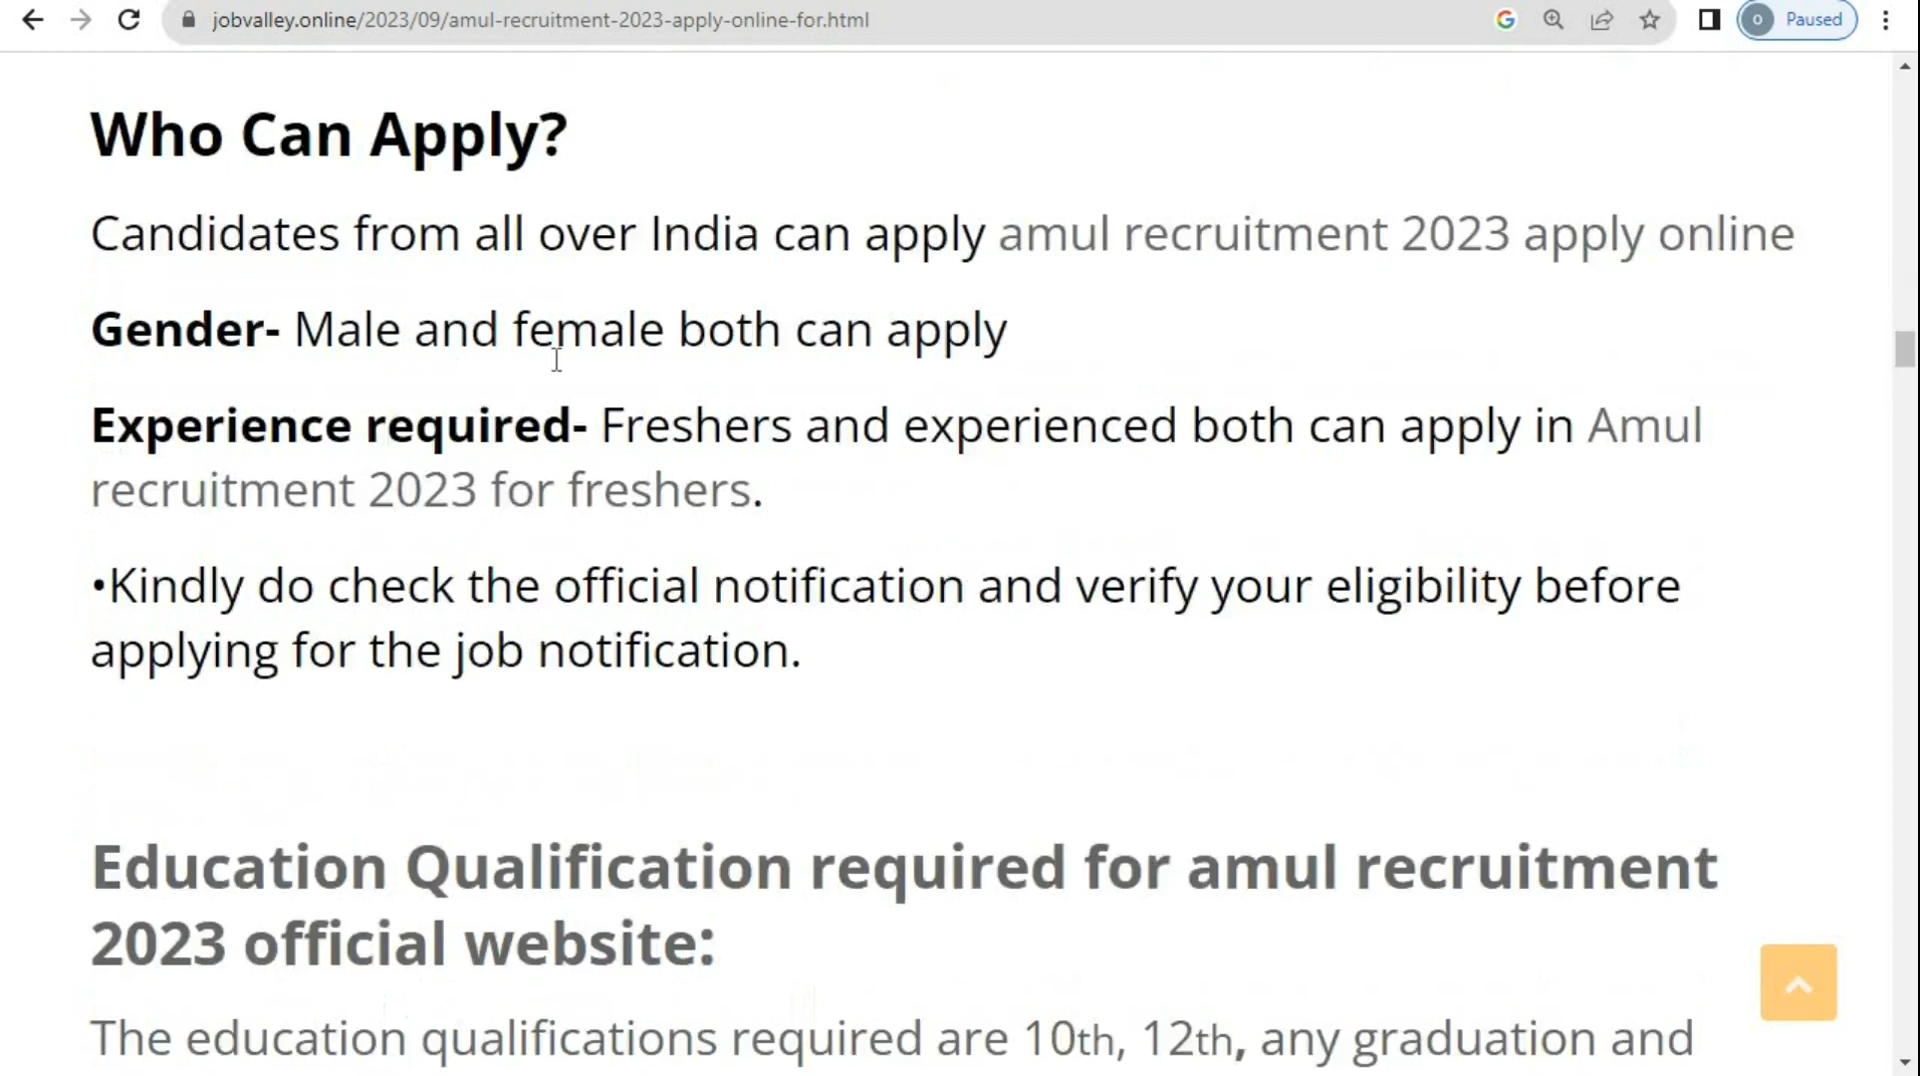 jobvalley.online/2023/09/amul-recruitment-2023-apply-online-for.html
G
O
Paused
Who Can Apply?
Candidates from all over India can apply amul recruitment 2023 apply online
Gender- Male and female both can apply
Experience required- Freshers and experienced both can apply in Amul
recruitment 2023 for freshers.
•Kindly do check the official notification and verify your eligibility before
applying for the job notification.
Education Qualification required for amul recruitment
2023 official website:
The education qualifications required are 10th, 12th, any graduation and